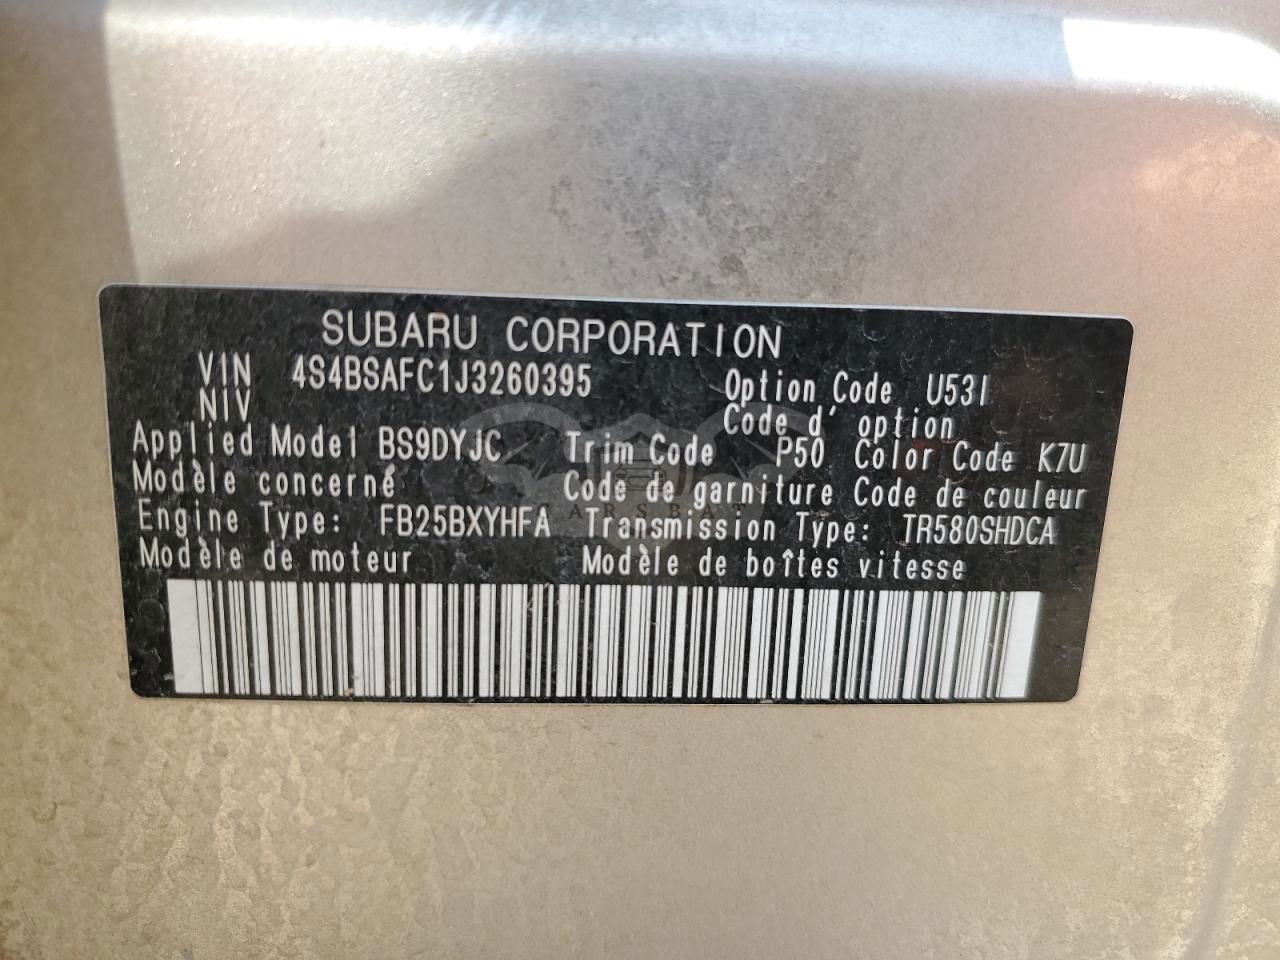 SUBARU CORPORATION
VIN 4S4BSAFC1J3260395 Option Code U53I
NIV Code d' option
Applied Model BS9DYJC Trim Code P50 Color Code K7U
Modèle concerné Code de garniture Code de couleur
Engine Type: FB25BXYHFA Transmission Type: TR580SHDCA
Modèle de moteur Modèle de boîtes vitesse
CARSBAT